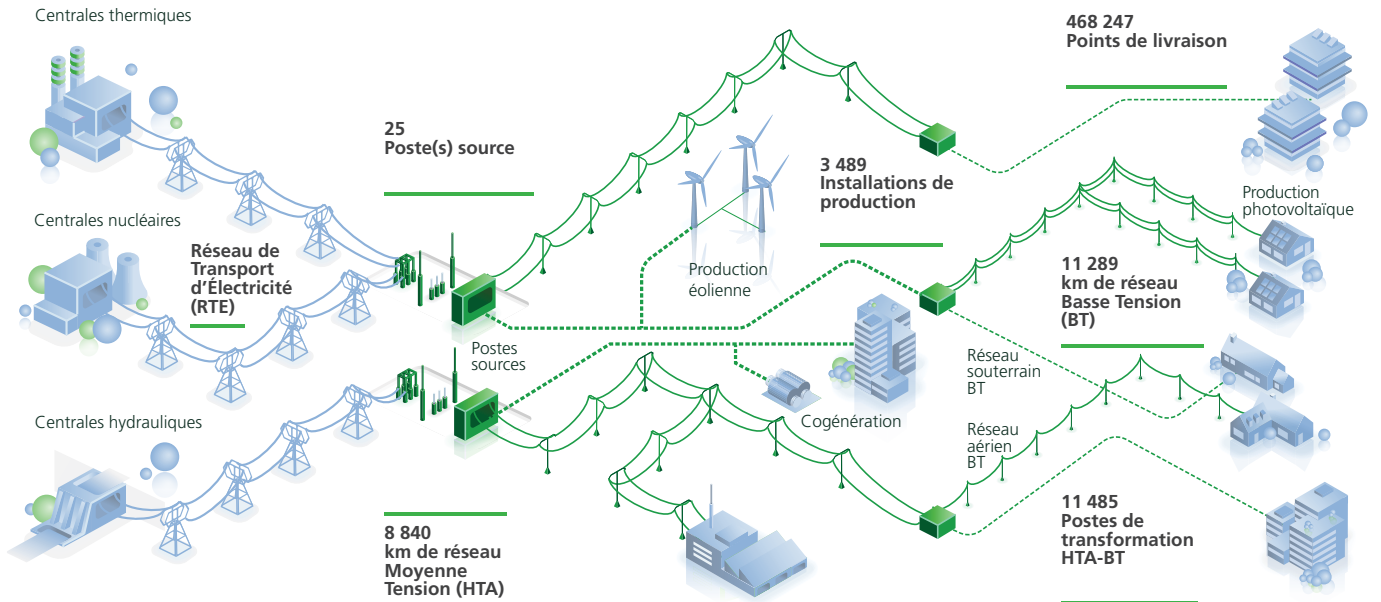 Centrales thermiques
468 247
Points de livraison
25
Poste(s) source
3 489
Installations de
production
Production
photovoltaïque
Centrales nucléaires
Réseau de
Transport
d'Électricité
(RTE)
Production
éolienne
11 289
km de réseau
Basse Tension
(BT)
Postes
sources
Réseau
souterrain
BT
Centrales hydrauliques
Cogénération
Réseau
aérien
BT
8 840
km de réseau
Moyenne
Tension (HTA)
11 485
Postes de
transformation
HTA-BT